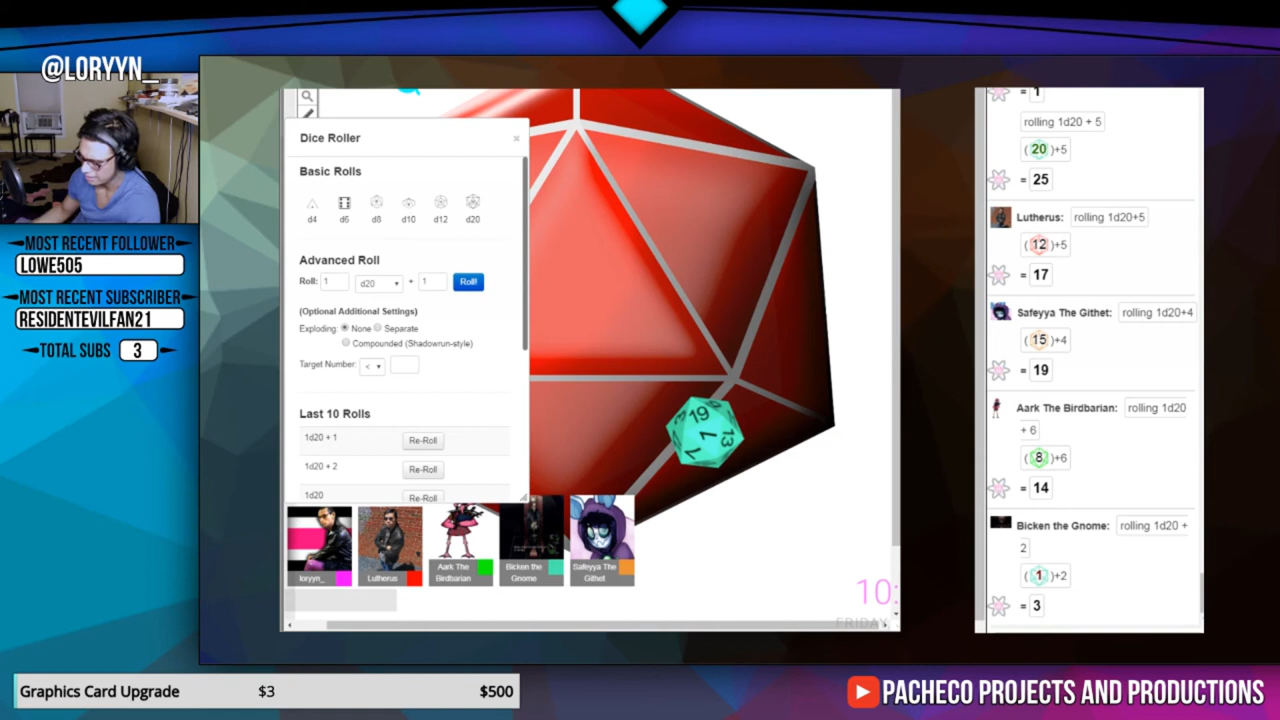 @LORYYN_
MOST RECENT FOLLOWER
LOWE505
MOST RECENT SUBSCRIBER
RESIDENTEVILFAN21
TOTAL SUBS 3
Dice Roller ×
Basic Rolls
d4 d6 d8 d10 d12 d20
Advanced Roll
Roll: 1 d20 + 1 Roll!
(Optional Additional Settings)
Exploding: None Separate
Compounded (Shadowrun-style)
Target Number: <
Last 10 Rolls
1d20 + 1 Re-Roll
1d20 + 2 Re-Roll
1d20 Re-Roll
19
1
13
loryyn_
Lutherus
Aark The
Birdbarian
Bicken the
Gnome
Safeyya The
Githet
10:
FRIDAY
= 1
rolling 1d20 + 5
(20)+5
= 25
Lutherus: rolling 1d20+5
(12)+5
= 17
Safeyya The Githet: rolling 1d20+4
(15)+4
= 19
Aark The Birdbarian: rolling 1d20
+ 6
(8)+6
= 14
Bicken the Gnome: rolling 1d20 +
2
(1)+2
= 3
Graphics Card Upgrade $3 $500
PACHECO PROJECTS AND PRODUCTIONS